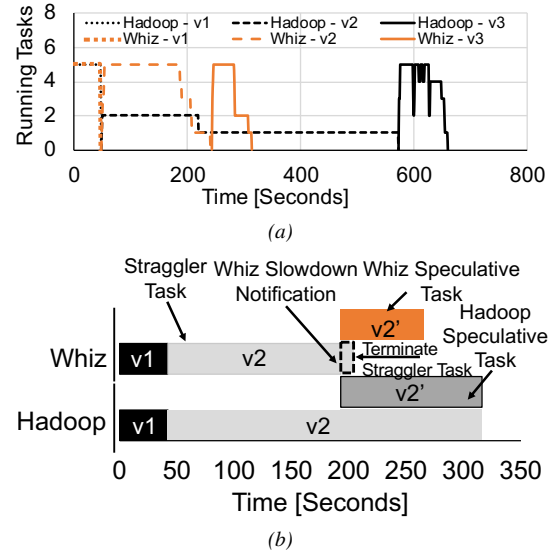 Hadoop - v1 Hadoop - v2 Hadoop - v3
Whiz - v1 Whiz - v2 Whiz - v3
Running Tasks
8
6
4
2
0
0 200 400 600 800
Time [Seconds]
(a)
Straggler Task
Whiz Slowdown Notification
Whiz Speculative Task
Hadoop Speculative Task
v2'
Whiz
v1 v2
Terminate Straggler Task
v2'
Hadoop
v1 v2
0 50 100 150 200 250 300 350
Time [Seconds]
(b)